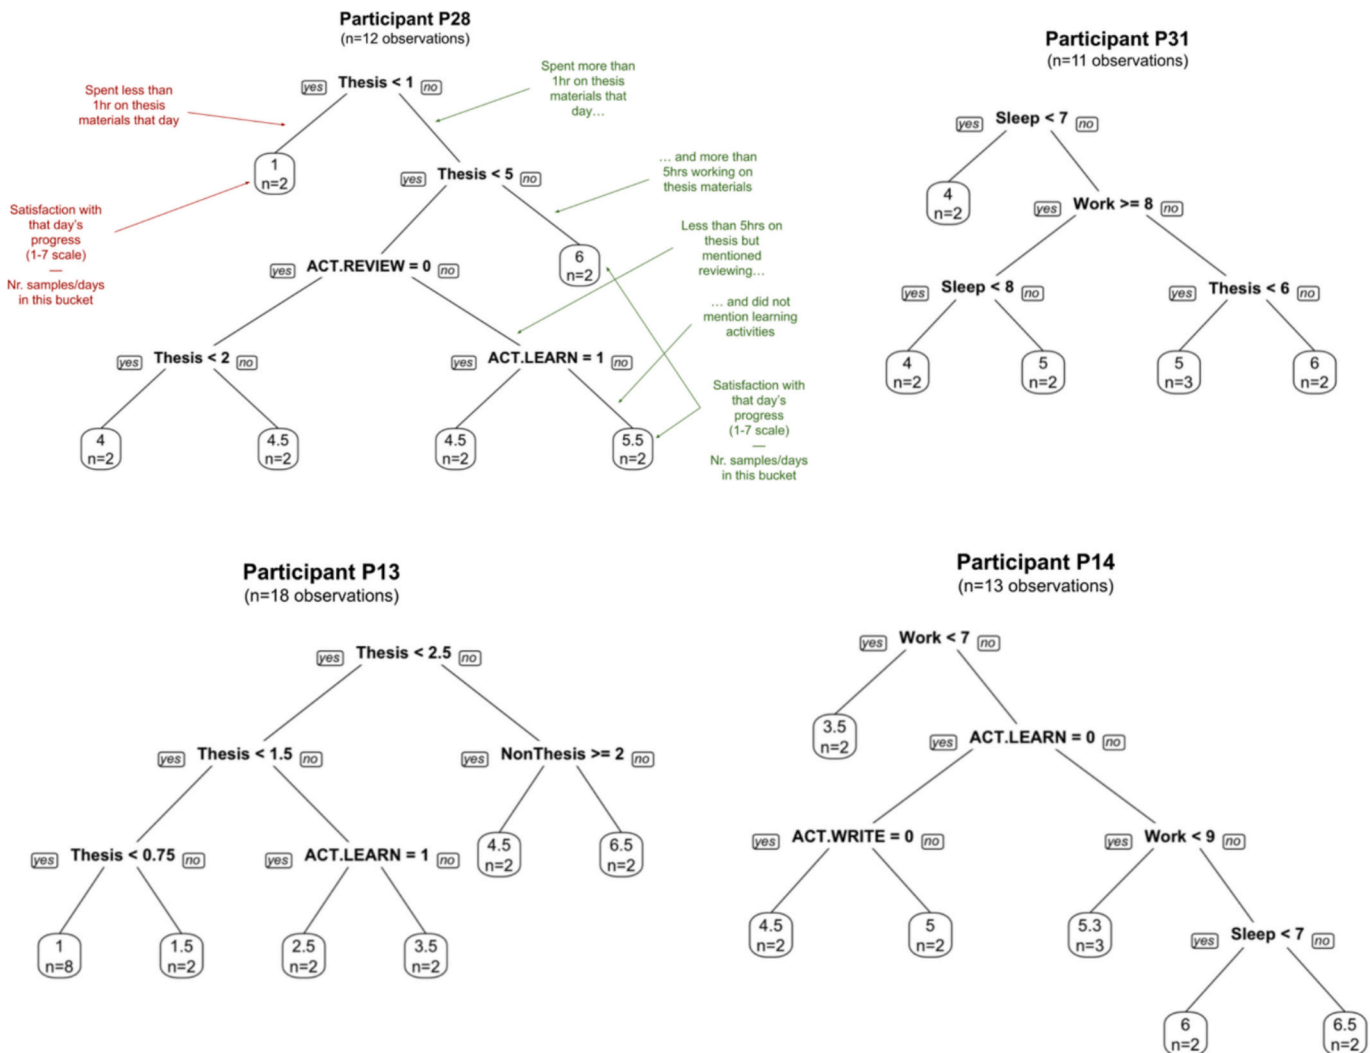 Participant P28
(n=12 observations)
yes Thesis < 1 no
Spent less than
1hr on thesis
materials that day
Spent more than
1hr on thesis
materials that
day…
1
n=2
yes Thesis < 5 no
… and more than
5hrs working on
thesis materials
Satisfaction with
that day's
progress
(1-7 scale)
—
Nr. samples/days
in this bucket
6
n=2
Less than 5hrs on
thesis but
mentioned
reviewing…
yes ACT.REVIEW = 0 no
… and did not
mention learning
activities
yes Thesis < 2 no
yes ACT.LEARN = 1 no
4
n=2
4.5
n=2
4.5
n=2
5.5
n=2
Satisfaction with
that day's
progress
(1-7 scale)
—
Nr. samples/days
in this bucket
Participant P31
(n=11 observations)
yes Sleep < 7 no
4
n=2
yes Work >= 8 no
yes Sleep < 8 no
yes Thesis < 6 no
4
n=2
5
n=2
5
n=3
6
n=2
Participant P13
(n=18 observations)
yes Thesis < 2.5 no
yes Thesis < 1.5 no
yes NonThesis >= 2 no
yes Thesis < 0.75 no
yes ACT.LEARN = 1 no
4.5
n=2
6.5
n=2
1
n=8
1.5
n=2
2.5
n=2
3.5
n=2
Participant P14
(n=13 observations)
yes Work < 7 no
3.5
n=2
yes ACT.LEARN = 0 no
yes ACT.WRITE = 0 no
yes Work < 9 no
4.5
n=2
5
n=2
5.3
n=3
yes Sleep < 7 no
6
n=2
6.5
n=2